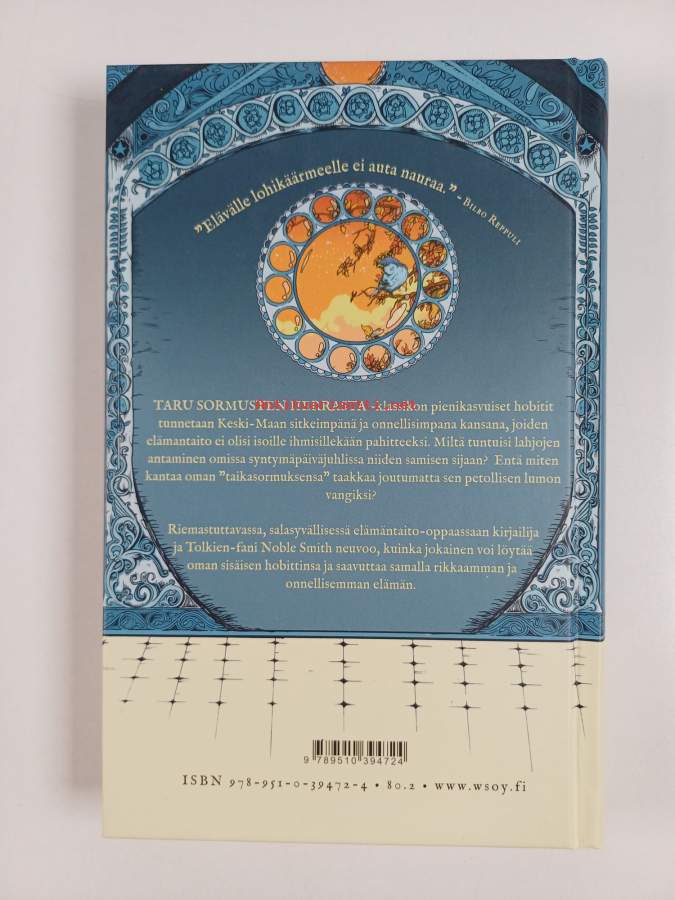 "Elävälle lohikäärmeelle ei auta nauraa." - Bilbo Reppuli
TARU SORMUSTEN HERRASTA -klassikon pienikasvuiset hobitit
tunnetaan Keski-Maan sitkeimpänä ja onnellisimpana kansana, joiden
elämäntaito ei olisi isoille ihmisillekään pahitteeksi. Miltä tuntuisi lahjojen
antaminen omissa syntymäpäiväjuhlissa niiden samisen sijaan? Entä miten
kantaa oman "taikasormuksensa" taakkaa joutumatta sen petollisen lumon
vangiksi?
Riemastuttavassa, salasyvällisessä elämäntaito-oppaassaan kirjailija
ja Tolkien-fani Noble Smith neuvoo, kuinka jokainen voi löytää
oman sisäisen hobittinsa ja saavuttaa samalla rikkaamman ja
onnellisemman elämän.
9 789510 394724
ISBN 978-951-0-39472-4 • 80.2 • www.wsoy.fi